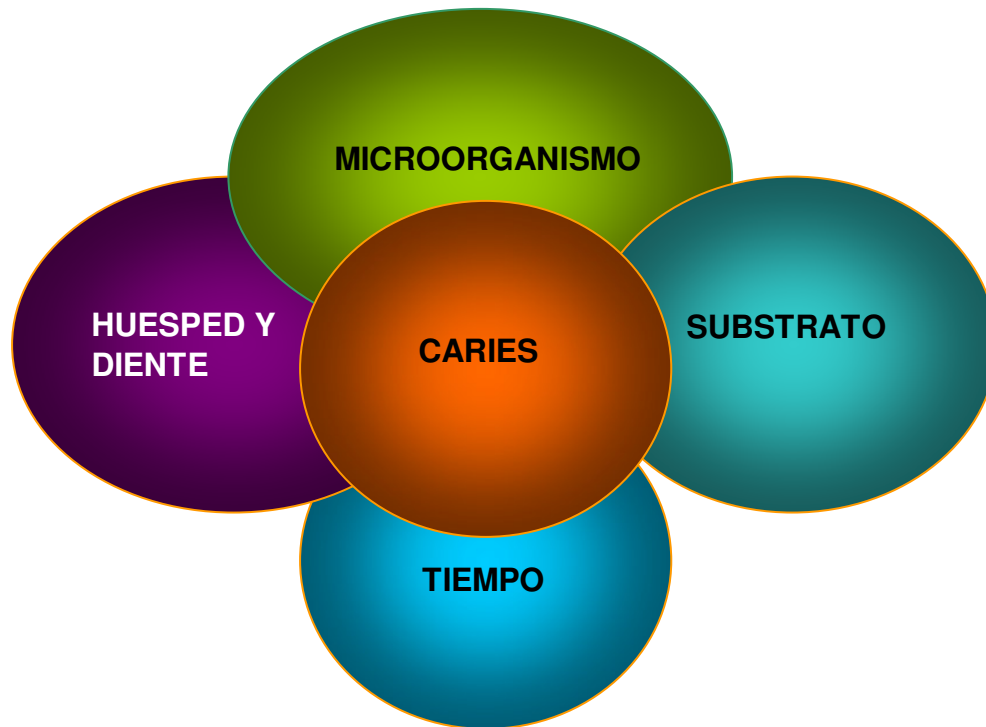 MICROORGANISMO
HUESPED Y
DIENTE
CARIES
SUBSTRATO
TIEMPO